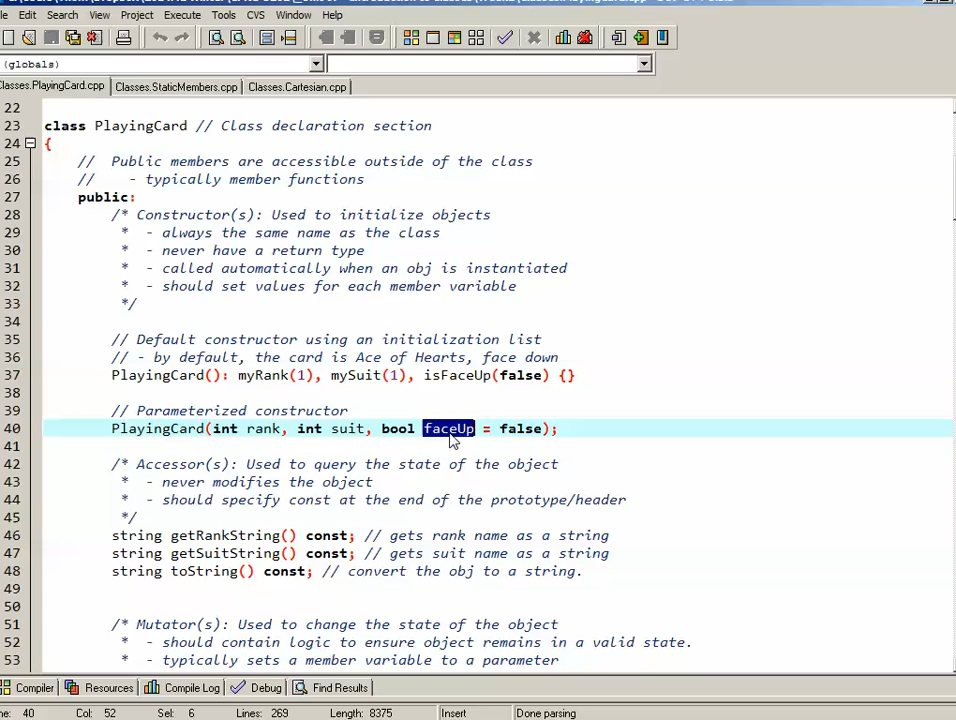 Edit Search View Project Execute Tools CVS Window Help
(globals)
Classes.PlayingCard.cpp Classes.StaticMembers.cpp Classes.Cartesian.cpp
22
23 class PlayingCard // Class declaration section
24 {
25 // Public members are accessible outside of the class
26 // - typically member functions
27 public:
28 /* Constructor(s): Used to initialize objects
29 * - always the same name as the class
30 * - never have a return type
31 * - called automatically when an obj is instantiated
32 * - should set values for each member variable
33 */
34
35 // Default constructor using an initialization list
36 // - by default, the card is Ace of Hearts, face down
37 PlayingCard(): myRank(1), mySuit(1), isFaceUp(false) {}
38
39 // Parameterized constructor
40 PlayingCard(int rank, int suit, bool faceUp = false);
41
42 /* Accessor(s): Used to query the state of the object
43 * - never modifies the object
44 * - should specify const at the end of the prototype/header
45 */
46 string getRankString() const; // gets rank name as a string
47 string getSuitString() const; // gets suit name as a string
48 string toString() const; // convert the obj to a string.
49
50
51 /* Mutator(s): Used to change the state of the object
52 * - should contain logic to ensure object remains in a valid state.
53 * - typically sets a member variable to a parameter
Compiler Resources Compile Log Debug Find Results
ne: 40 Col: 52 Sel: 6 Lines: 269 Length: 8375 Insert Done parsing